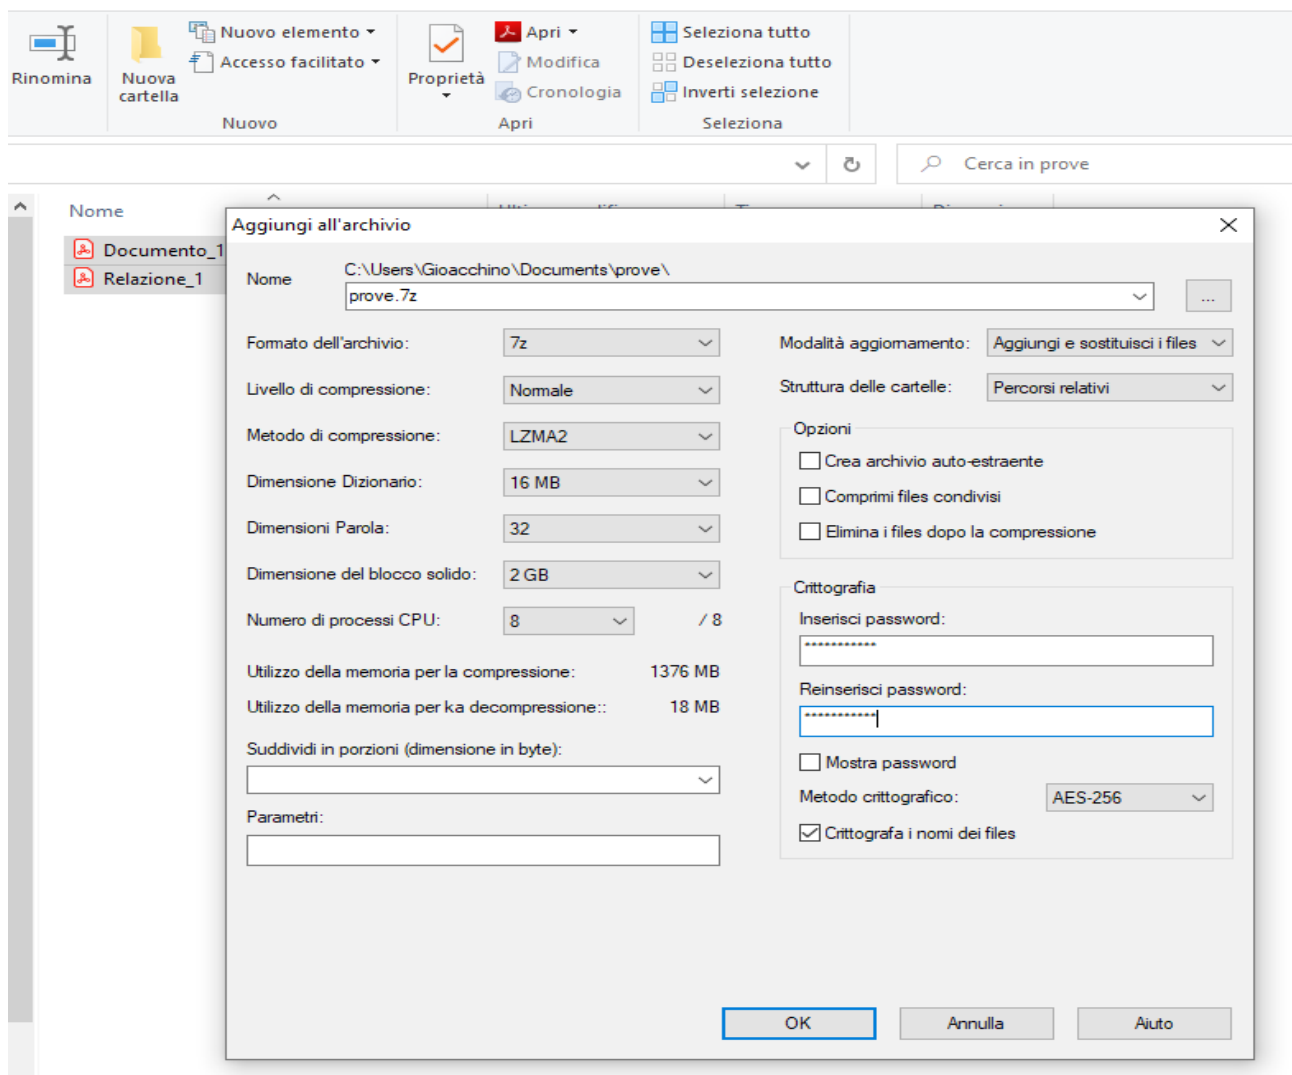 Rinomina
Nuova
cartella
Nuovo elemento
Accesso facilitato
Nuovo
Proprietà
Apri
Modifica
Cronologia
Apri
Seleziona tutto
Deseleziona tutto
Inverti selezione
Seleziona
Cerca in prove
Nome
Documento_1
Relazione_1
Aggiungi all'archivio
Nome
C:\Users\Gioacchino\Documents\prove\
prove.7z
...
Formato dell'archivio: 7z
Livello di compressione: Normale
Metodo di compressione: LZMA2
Dimensione Dizionario: 16 MB
Dimensioni Parola: 32
Dimensione del blocco solido: 2 GB
Numero di processi CPU: 8 / 8
Utilizzo della memoria per la compressione: 1376 MB
Utilizzo della memoria per ka decompressione:: 18 MB
Suddividi in porzioni (dimensione in byte):
Parametri:
Modalità aggiornamento: Aggiungi e sostituisci i files
Struttura delle cartelle: Percorsi relativi
Opzioni
Crea archivio auto-estraente
Comprimi files condivisi
Elimina i files dopo la compressione
Crittografia
Inserisci password:
***********
Reinserisci password:
***********
Mostra password
Metodo crittografico: AES-256
Crittografa i nomi dei files
OK
Annulla
Aiuto